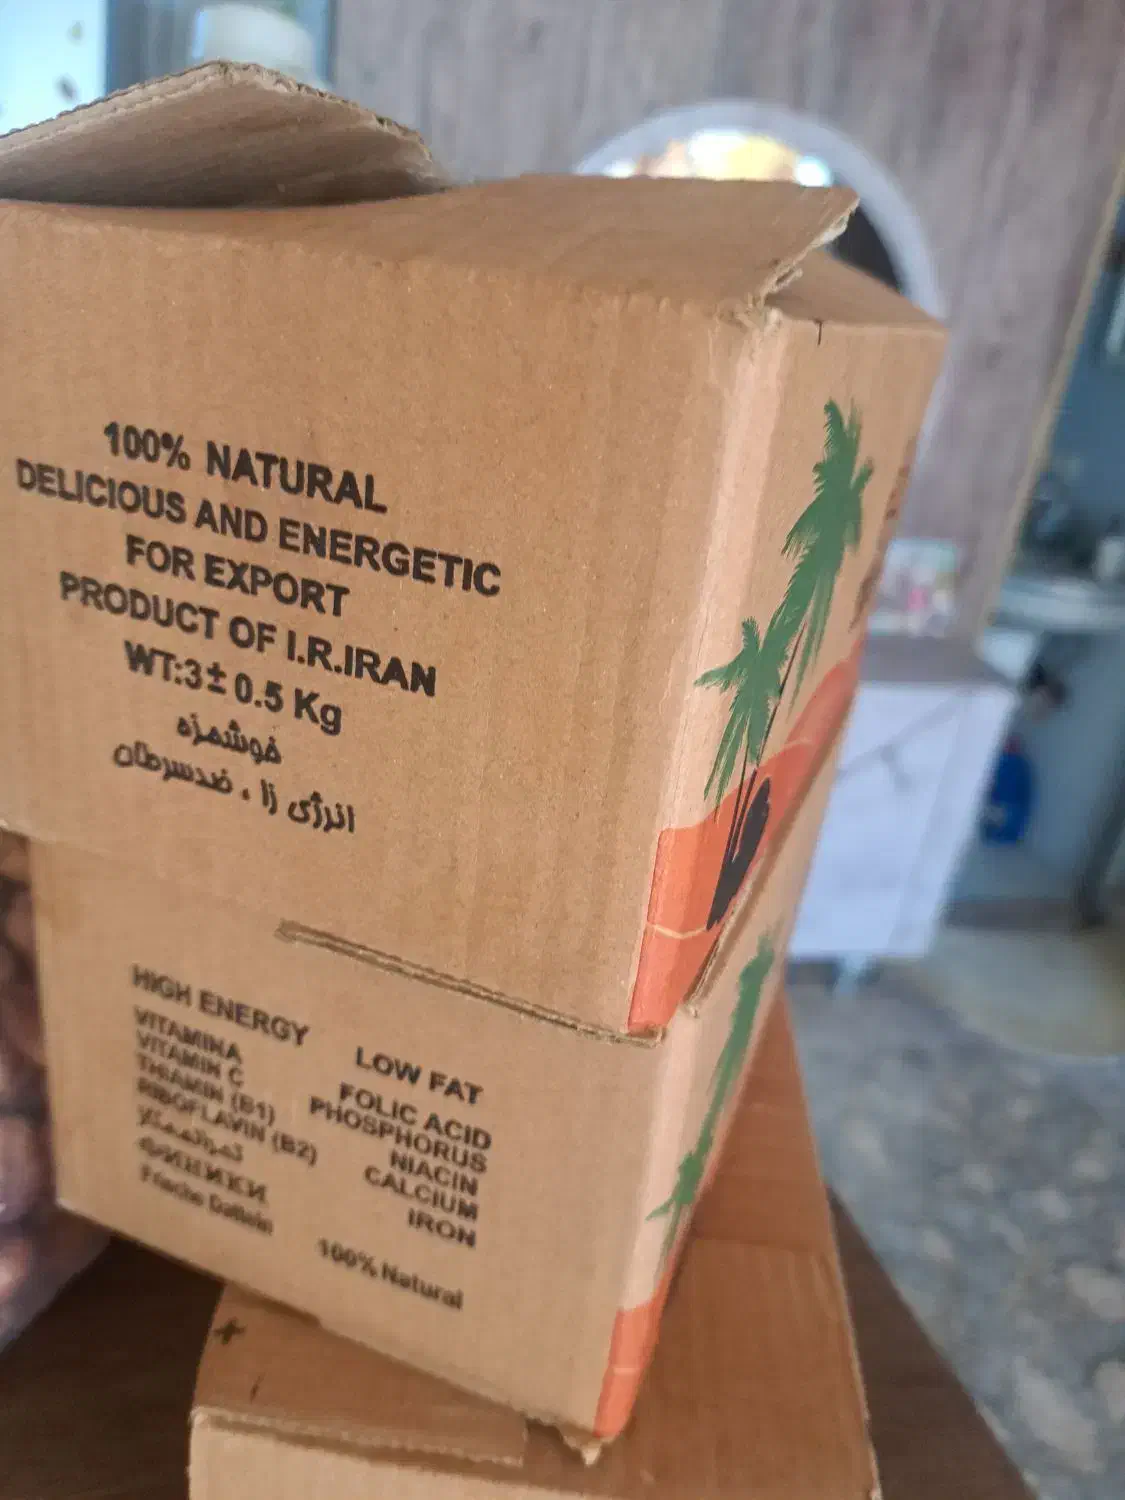 100% NATURAL
DELICIOUS AND ENERGETIC
FOR EXPORT
PRODUCT OF I.R.IRAN
WT:3±0.5 Kg
خوشمزه
انرژی زا ، ضدسرطان
HIGH ENERGY
LOW FAT
VITAMINA
FOLIC ACID
VITAMIN C
PHOSPHORUS
THIAMIN (B1)
NIACIN
RIBOFLAVIN (B2)
CALCIUM
IRON
ФИНИКИ
100% Natural